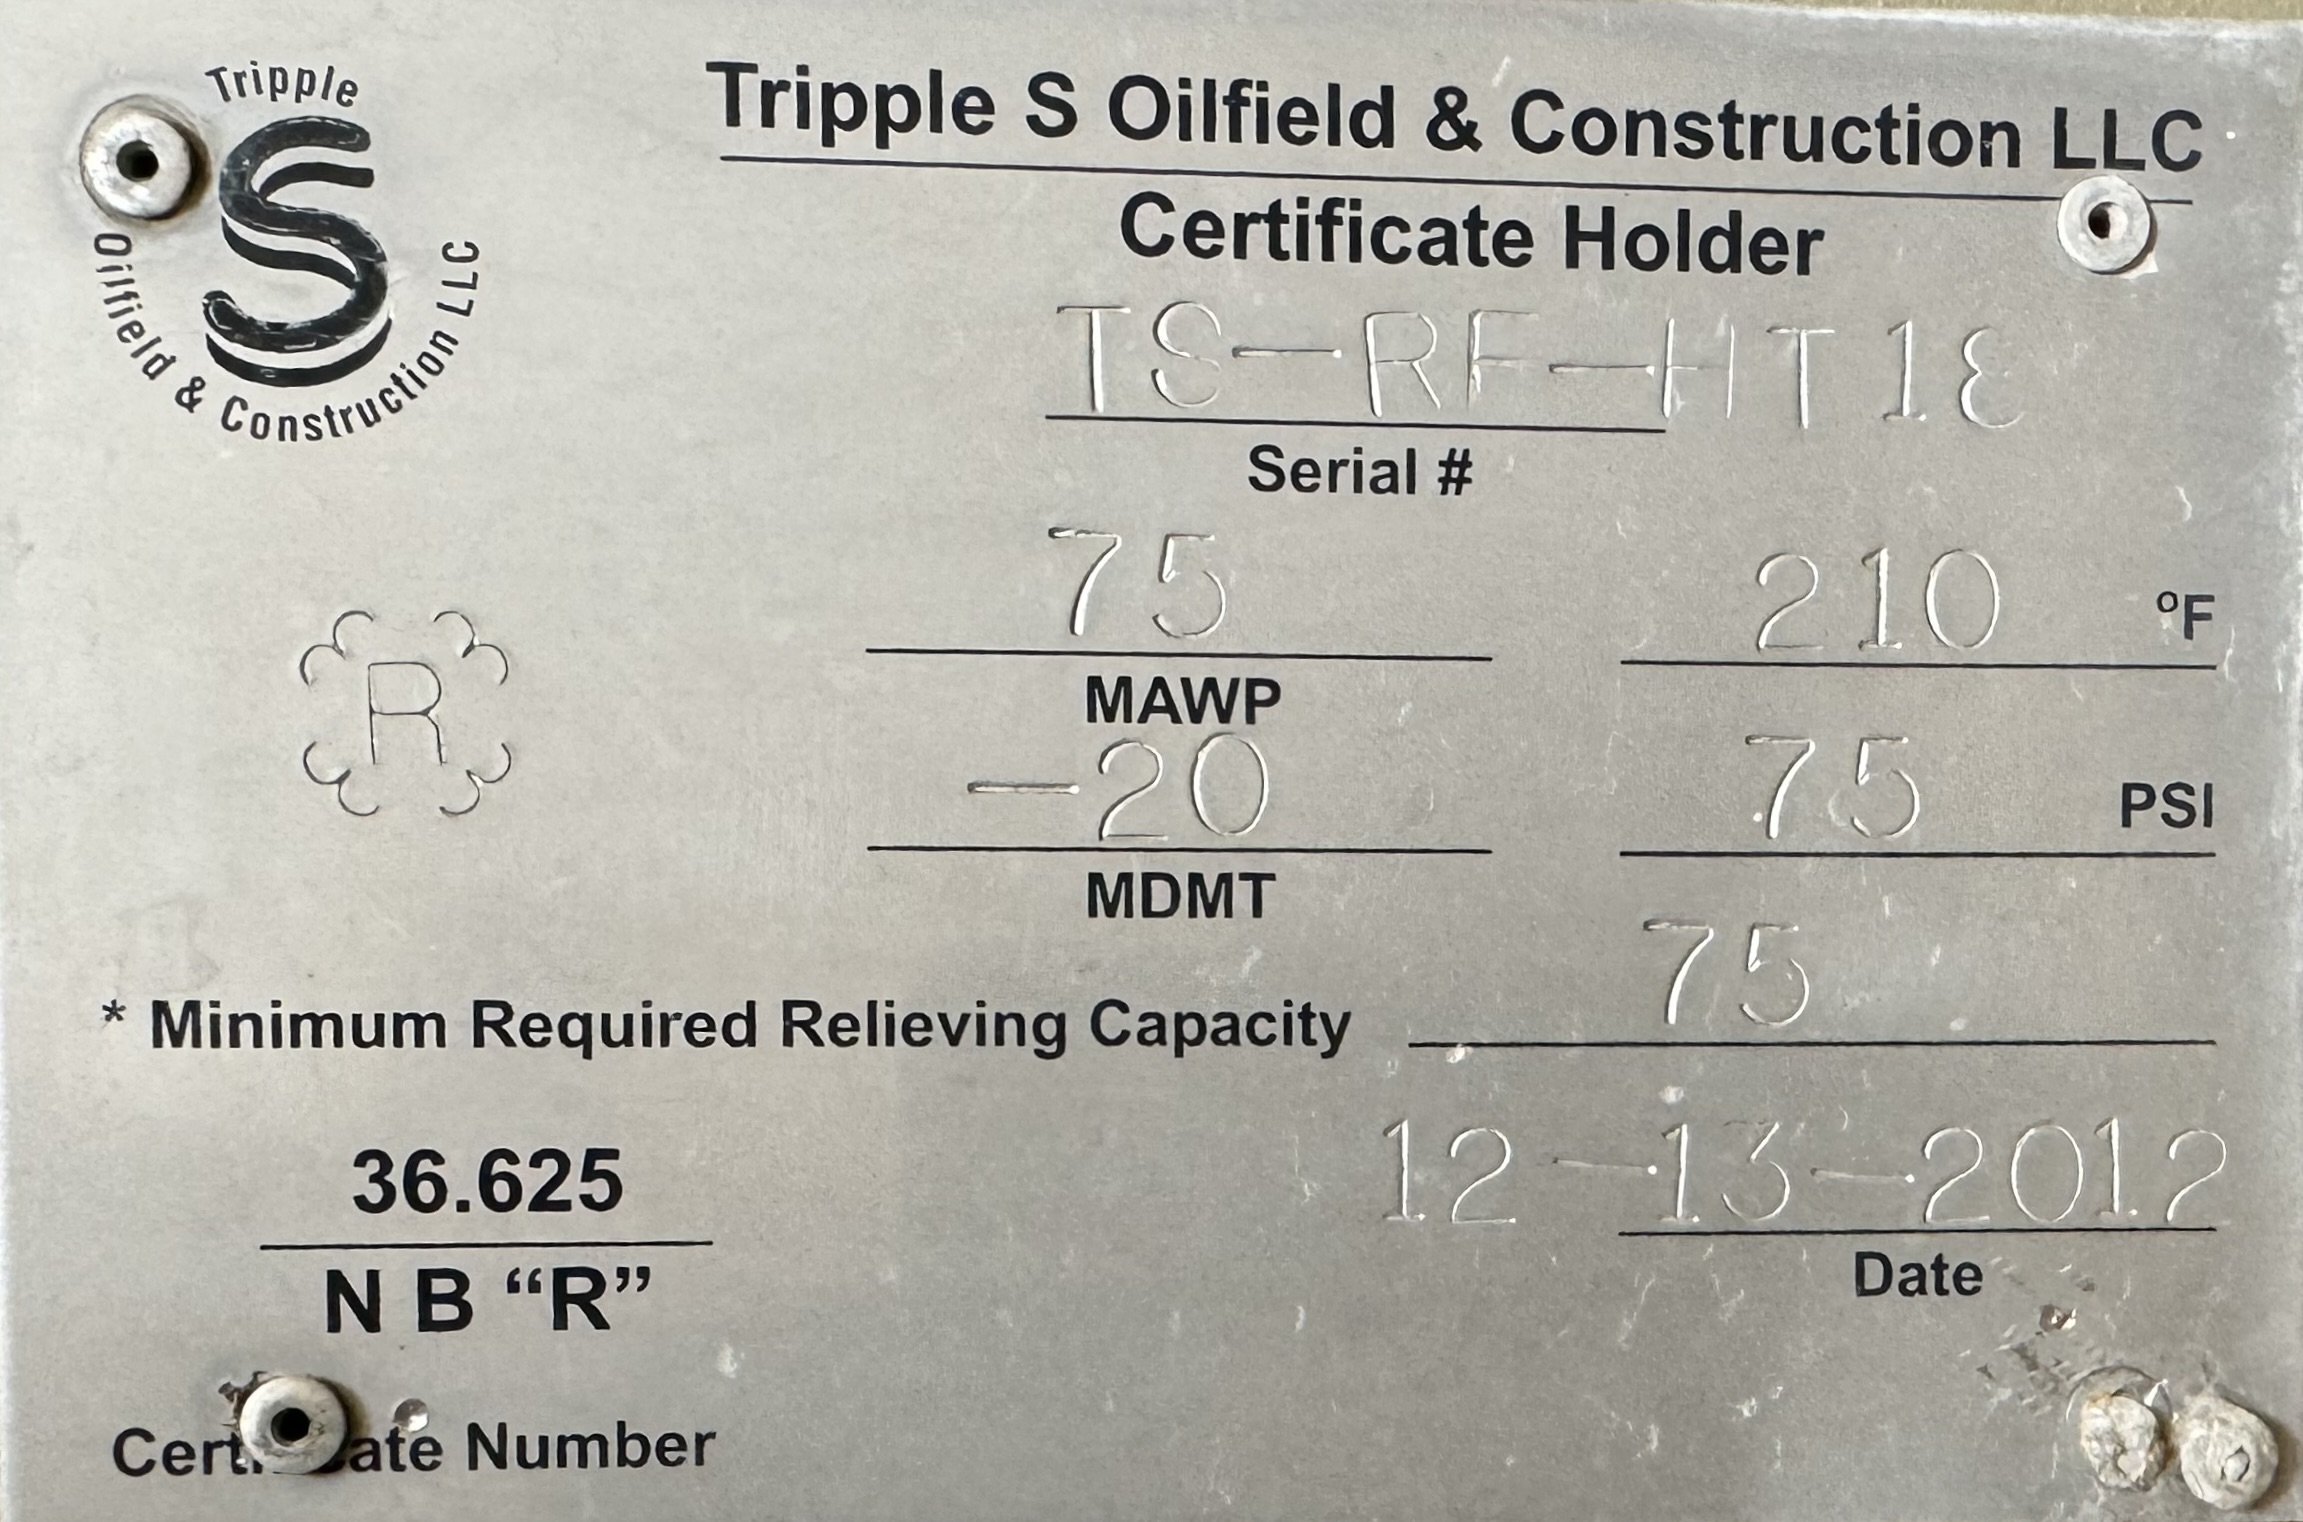 Tripple
S
Oilfield & Construction LLC
Tripple S Oilfield & Construction LLC
Certificate Holder
TS-RF-HT18
Serial #
75 210 °F
MAWP
-20 75 PSI
MDMT
R
* Minimum Required Relieving Capacity 75
36.625
N B “R”
12-13-2012
Date
Certificate Number